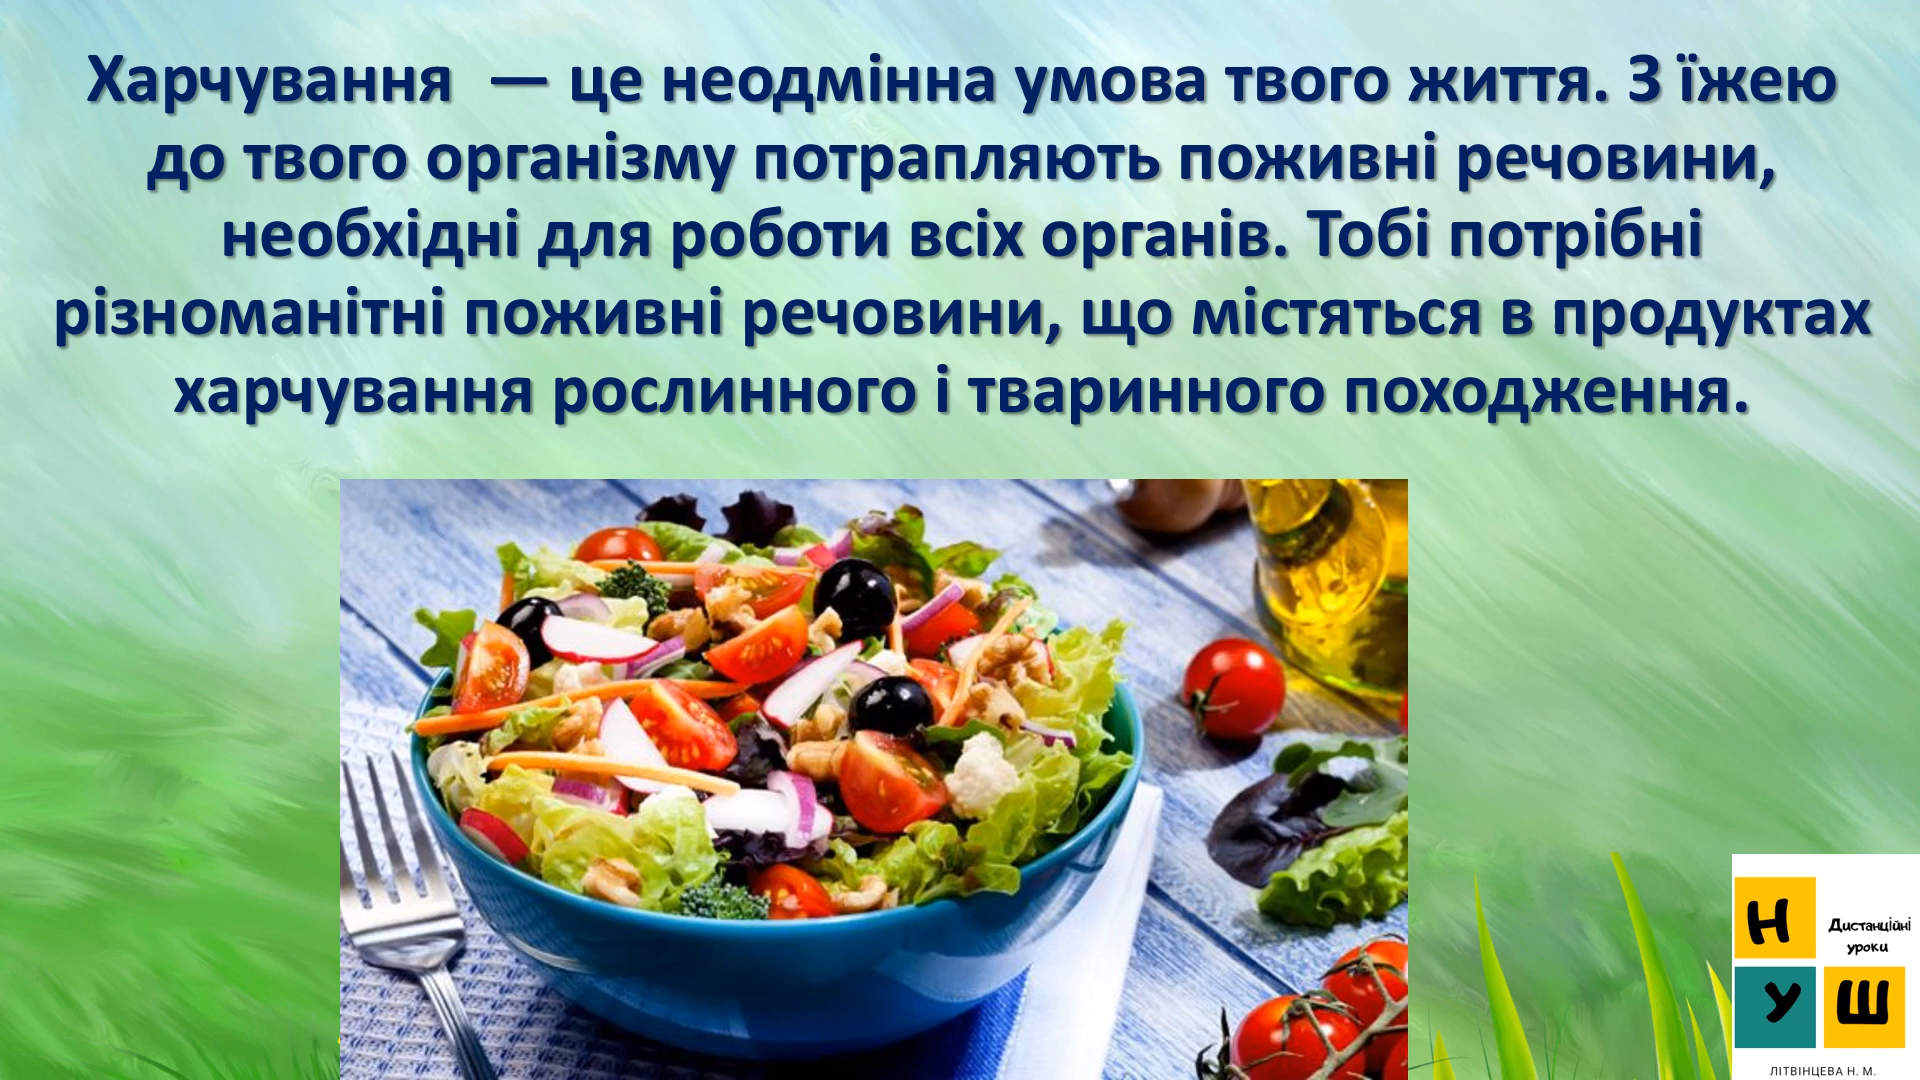 Харчування — це неодмінна умова твого життя. З їжею
до твого організму потрапляють поживні речовини,
необхідні для роботи всіх органів. Тобі потрібні
різноманітні поживні речовини, що містяться в продуктах
харчування рослинного і тваринного походження.
Н
Дистанційні
уроки
У Ш
ЛІТВІНЦЕВА Н. М.